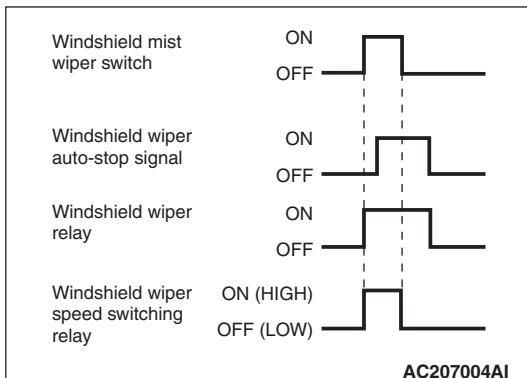 Windshield mist
wiper switch
ON
OFF
Windshield wiper
auto-stop signal
ON
OFF
Windshield wiper
relay
ON
OFF
Windshield wiper
speed switching
relay
ON (HIGH)
OFF (LOW)
AC207004AI